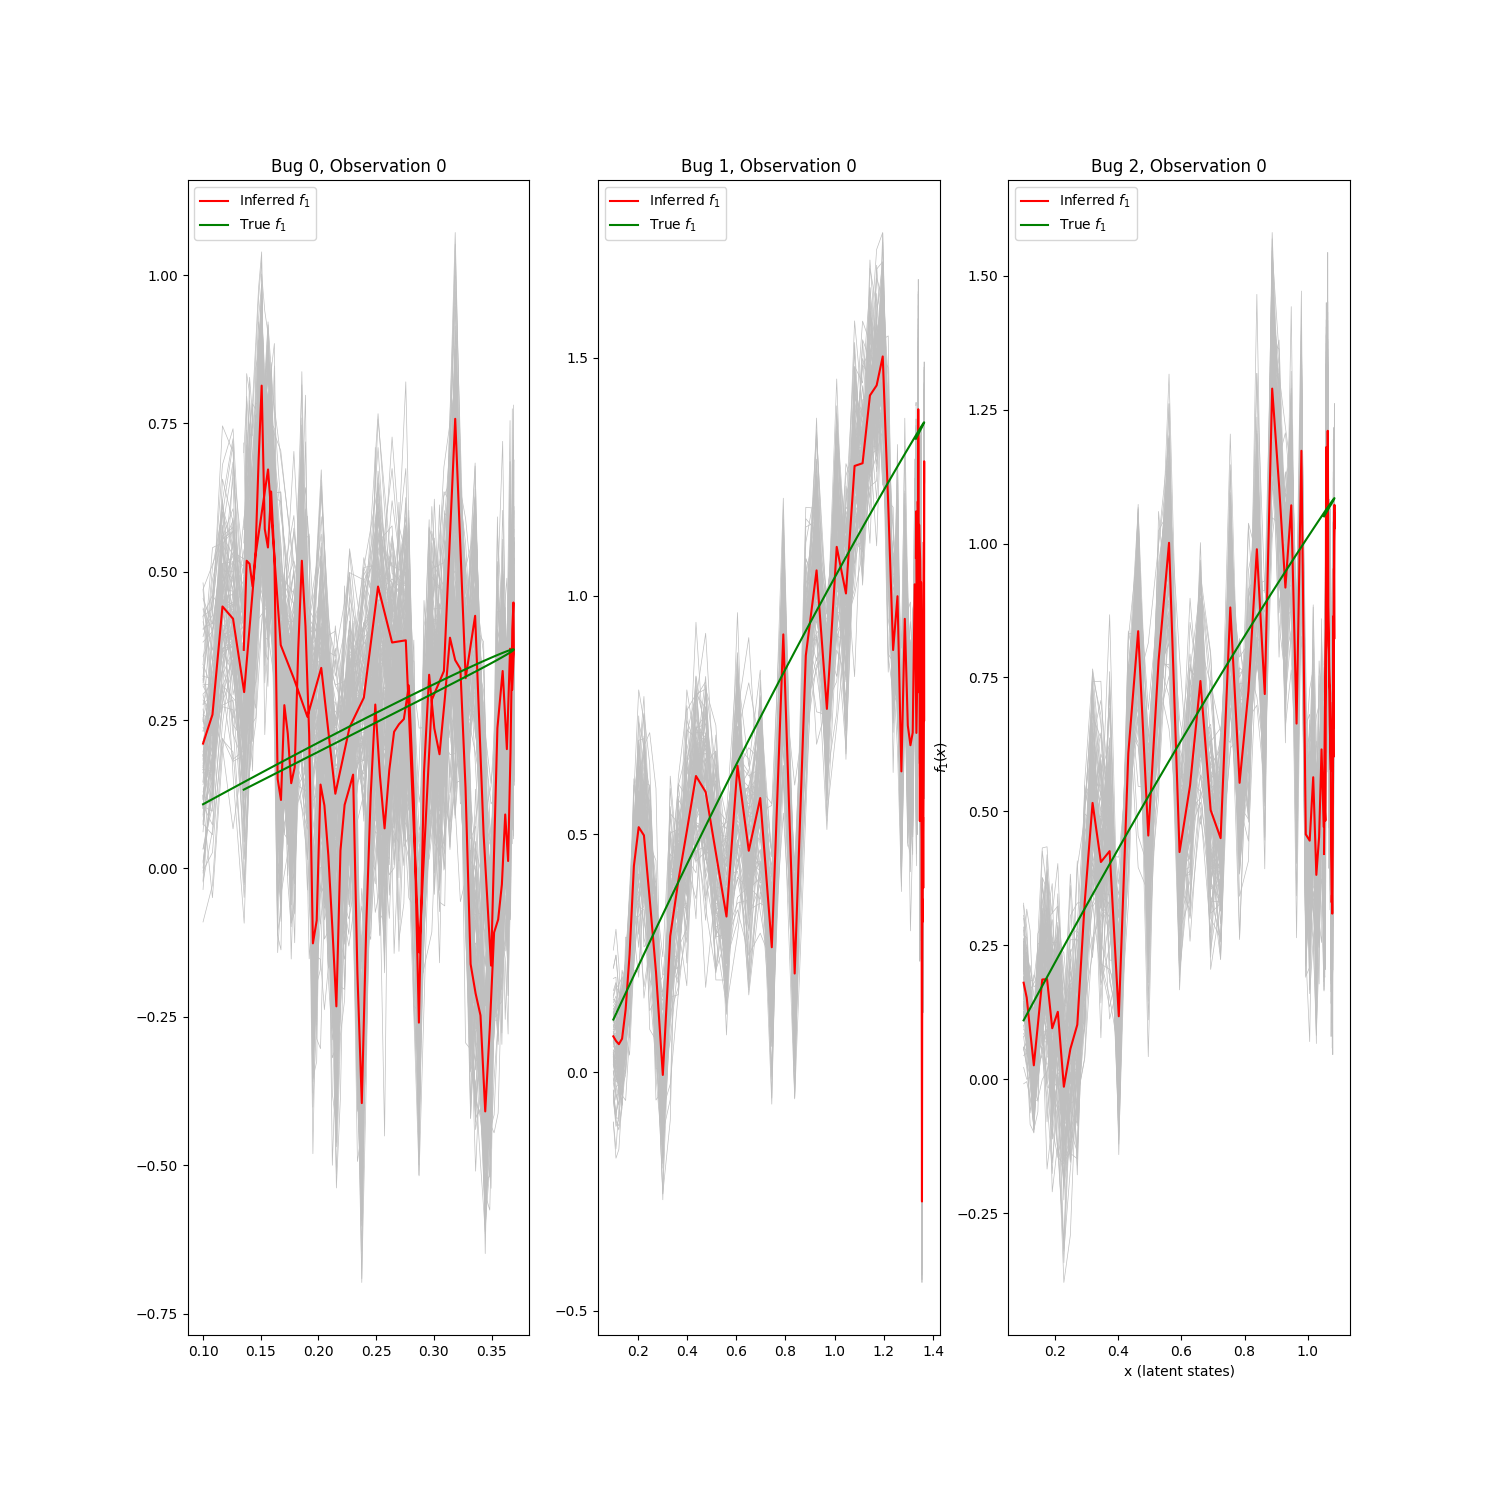 Bug 0, Observation 0
Inferred f₁
True f₁
1.00
0.75
0.50
0.25
0.00
−0.25
−0.50
−0.75
0.10 0.15 0.20 0.25 0.30 0.35
Bug 1, Observation 0
Inferred f₁
True f₁
1.5
1.0
0.5
0.0
−0.5
0.2 0.4 0.6 0.8 1.0 1.2 1.4
Bug 2, Observation 0
Inferred f₁
True f₁
f₁(x)
1.50
1.25
1.00
0.75
0.50
0.25
0.00
−0.25
0.2 0.4 0.6 0.8 1.0
x (latent states)